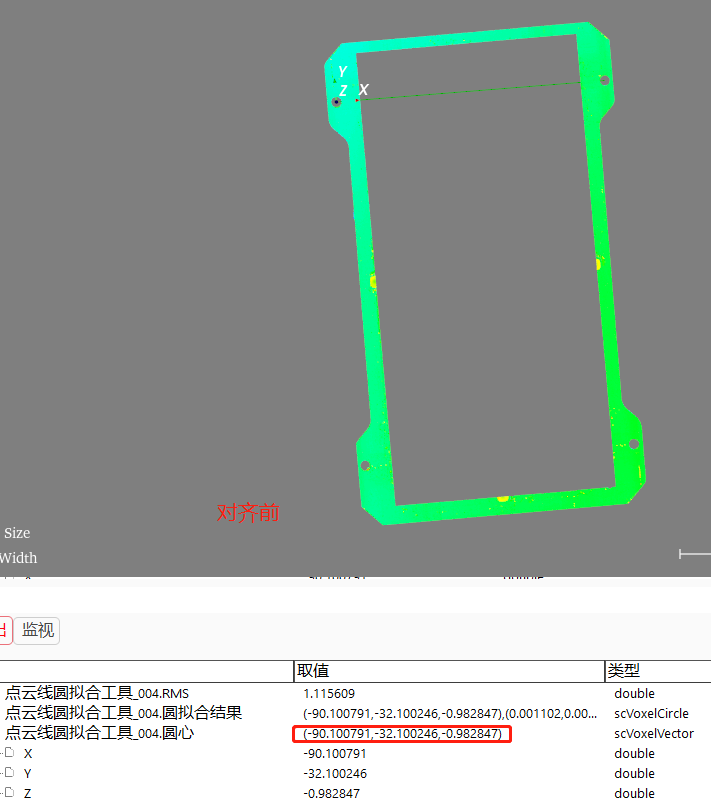 Y
Z X
对齐前
Size
Width
监视
取值 类型
点云线圆拟合工具_004.RMS 1.115609 double
点云线圆拟合工具_004.圆拟合结果 (-90.100791,-32.100246,-0.982847),(0.001102,0.00... scVoxelCircle
点云线圆拟合工具_004.圆心 (-90.100791,-32.100246,-0.982847) scVoxelVector
X -90.100791 double
Y -32.100246 double
Z -0.982847 double